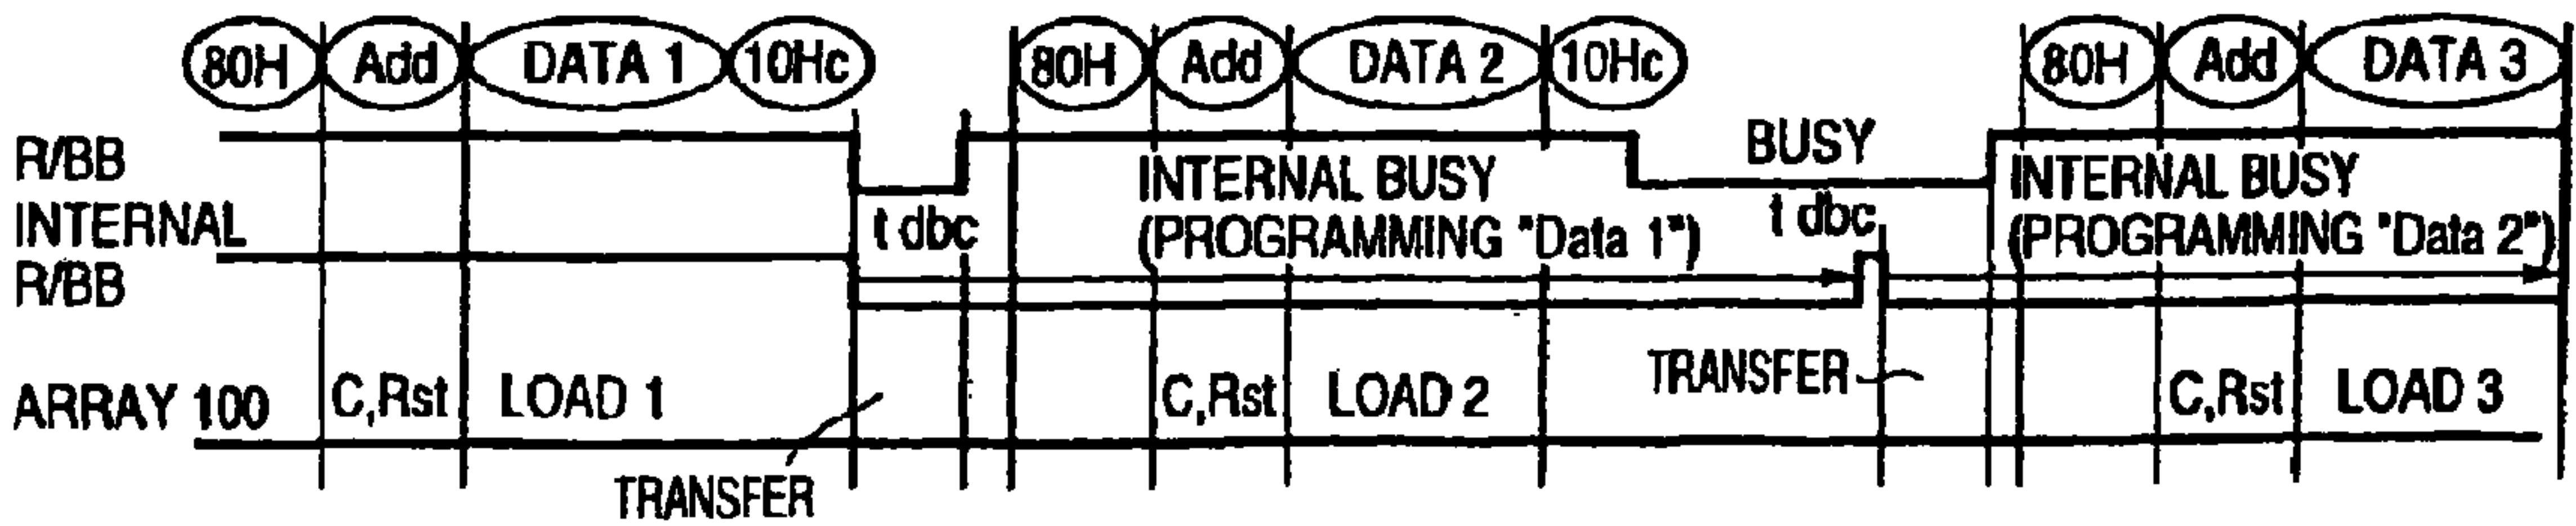 80H Add DATA 1 10Hc 80H Add DATA 2 10Hc 80H Add DATA 3
R/BB
BUSY
INTERNAL BUSY
(PROGRAMMING "Data 1")
INTERNAL BUSY
(PROGRAMMING "Data 2")
t dbc
t dbc
INTERNAL
R/BB
ARRAY 100 C,Rst LOAD 1 C,Rst LOAD 2 TRANSFER C,Rst LOAD 3
TRANSFER